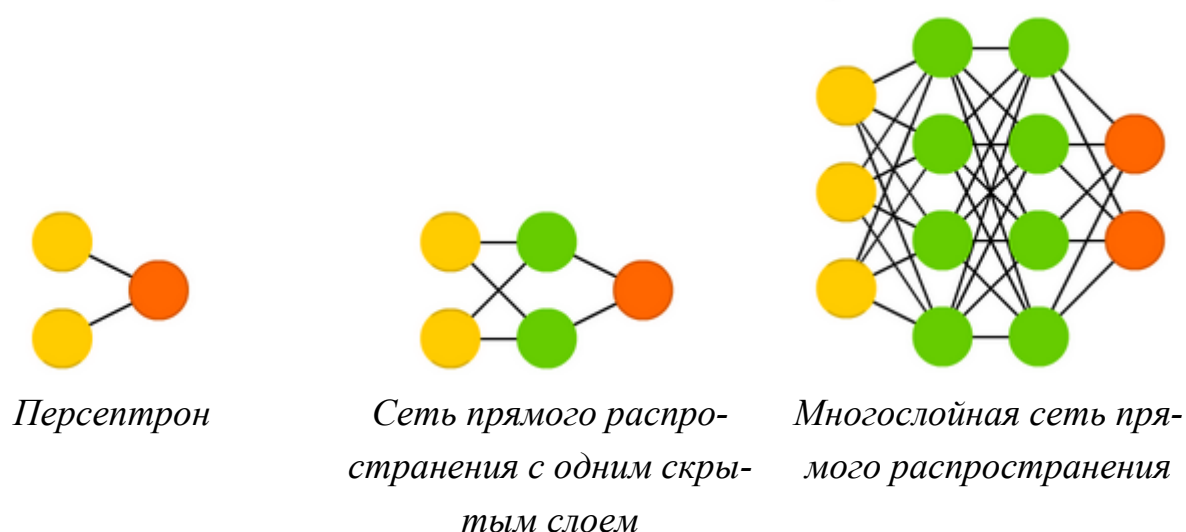 Персептрон
Сеть прямого распро-
странения с одним скры-
тым слоем
Многослойная сеть пря-
мого распространения